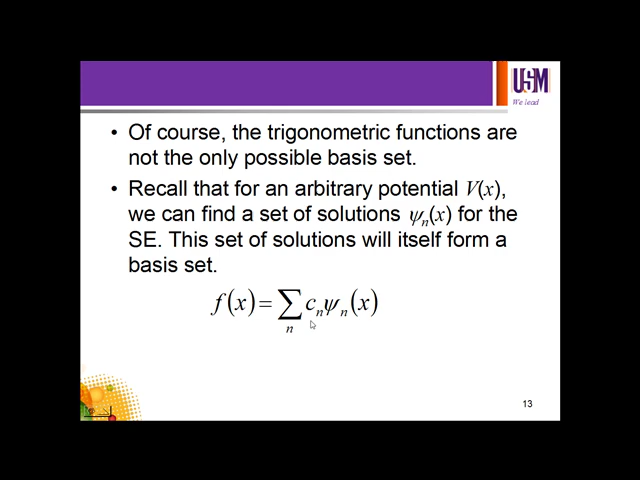 USM
We lead
• Of course, the trigonometric functions are
not the only possible basis set.
• Recall that for an arbitrary potential V(x),
we can find a set of solutions ψₙ(x) for the
SE. This set of solutions will itself form a
basis set.
f(x) = ∑ₙ cₙψₙ(x)
13